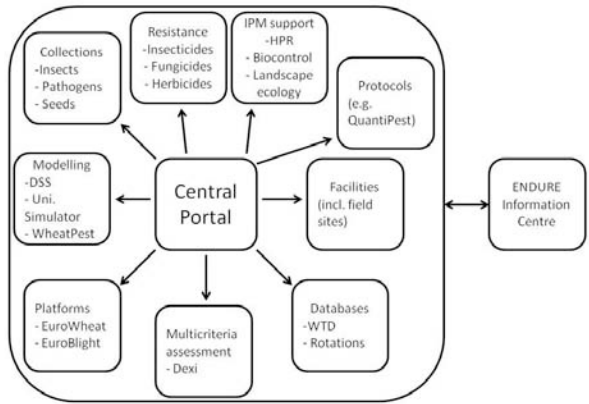 Collections
-Insects
- Pathogens
- Seeds
Resistance
-Insecticides
- Fungicides
- Herbicides
IPM support
-HPR
- Biocontrol
- Landscape
ecology
Protocols
(e.g.
QuantiPest)
Modelling
-DSS
- Uni.
Simulator
- WheatPest
Central
Portal
Facilities
(incl. field
sites)
ENDURE
Information
Centre
Platforms
- EuroWheat
- EuroBlight
Multicriteria
assessment
- Dexi
Databases
-WTD
- Rotations